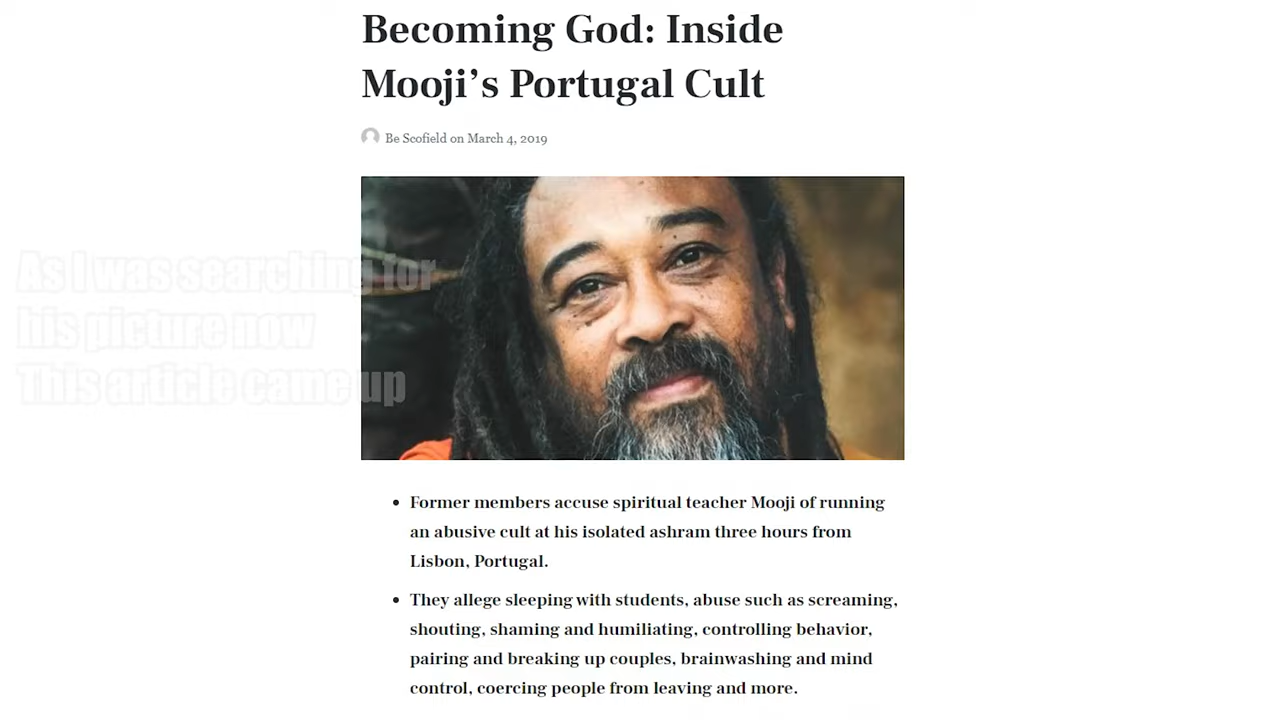 Becoming God: Inside
Mooji’s Portugal Cult
Be Scofield on March 4, 2019
As I was searching for
his picture now
This article came up
• Former members accuse spiritual teacher Mooji of running
an abusive cult at his isolated ashram three hours from
Lisbon, Portugal.
• They allege sleeping with students, abuse such as screaming,
shouting, shaming and humiliating, controlling behavior,
pairing and breaking up couples, brainwashing and mind
control, coercing people from leaving and more.